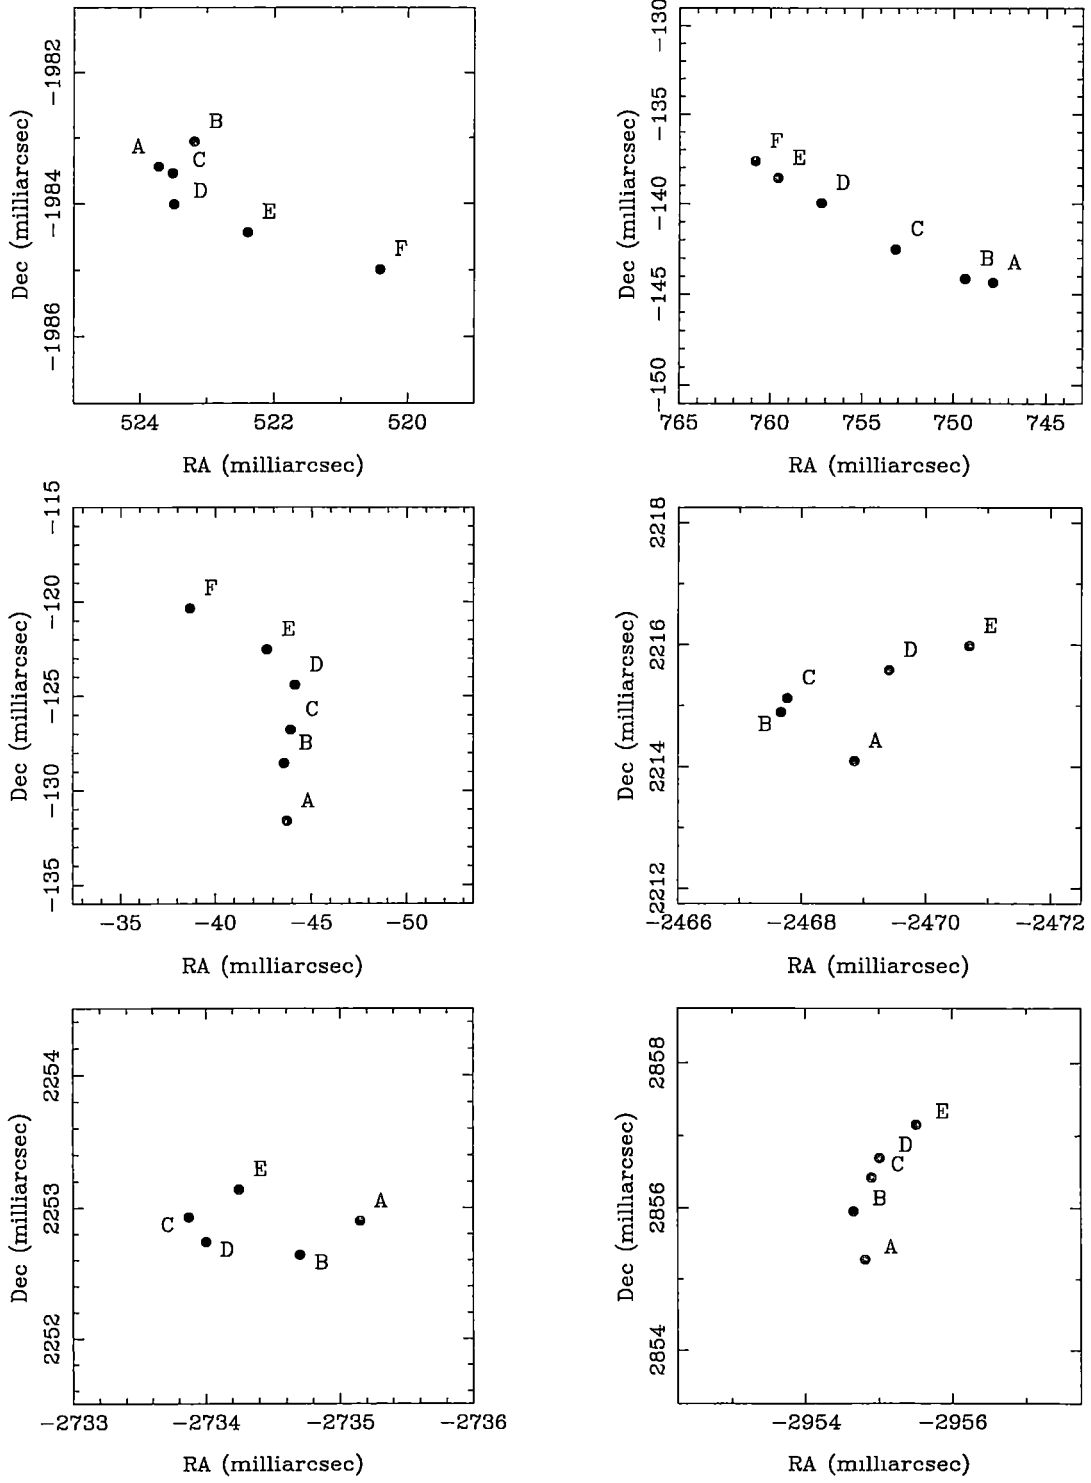 −1982
−1984
−1986
Dec (milliarcsec)
A
B
C
D
E
F
524
522
520
RA (milliarcsec)
−130
−135
−140
−145
−150
Dec (milliarcsec)
F
E
D
C
B
A
765
760
755
750
745
RA (milliarcsec)
−115
−120
−125
−130
−135
Dec (milliarcsec)
F
E
D
C
B
A
−35
−40
−45
−50
RA (milliarcsec)
2218
2216
2214
2212
Dec (milliarcsec)
E
D
C
B
A
−2466
−2468
−2470
−2472
RA (milliarcsec)
2254
2253
2252
Dec (milliarcsec)
E
A
C
D
B
−2733
−2734
−2735
−2736
RA (milliarcsec)
2858
2856
2854
Dec (milliarcsec)
E
D
C
B
A
−2954
−2956
RA (milliarcsec)